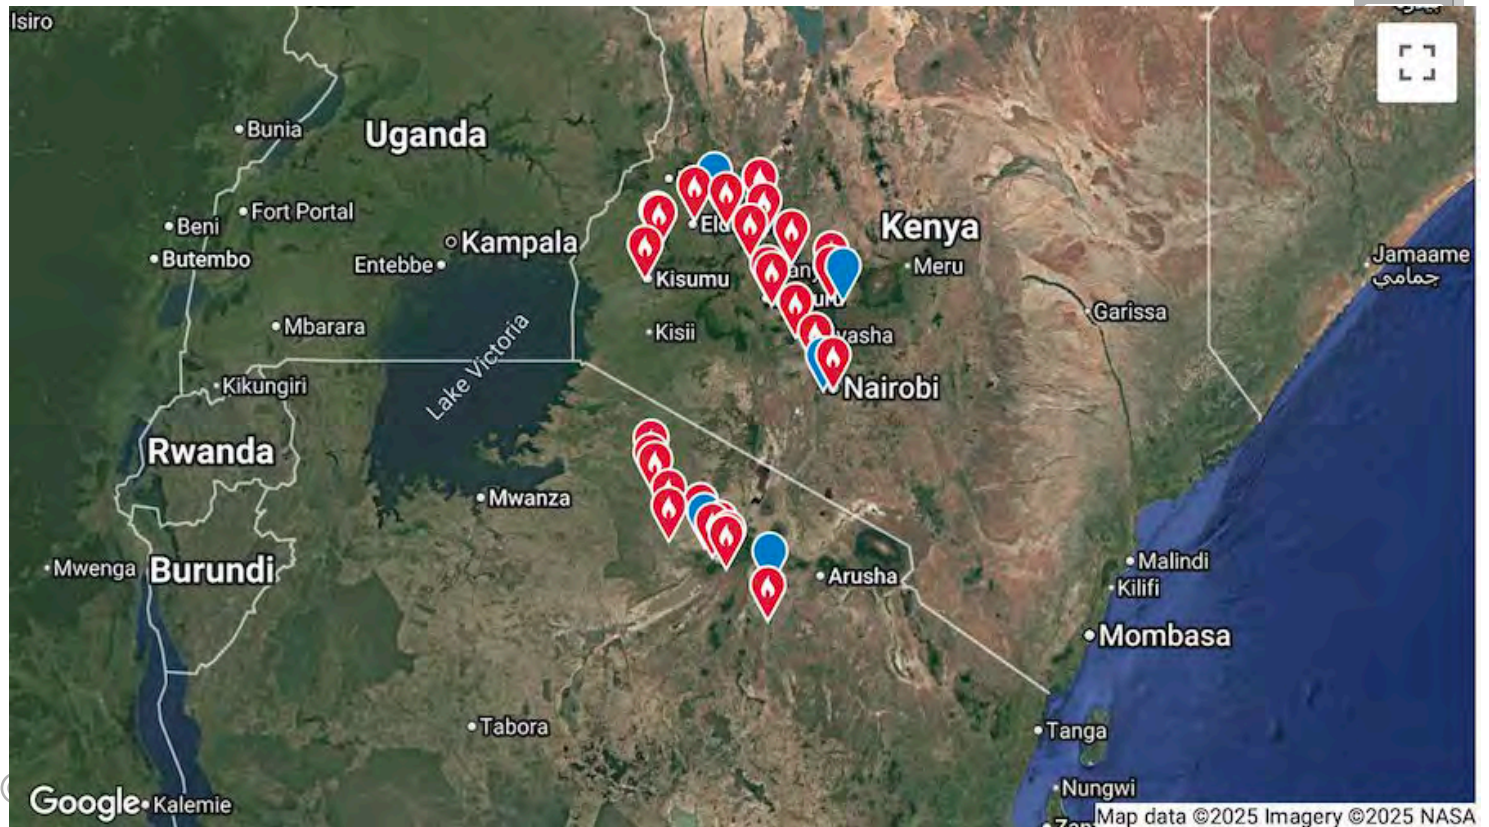 Isiro
Bunia
Uganda
Beni
Fort Portal
Butembo
Kampala
Entebbe
Kenya
Meru
Eld
Kisumu
Jamaame
جمامي
Garissa
Mbarara
Kisii
Lake Victoria
Kikungiri
Nairobi
Rwanda
Mwanza
Mwenga
Burundi
Arusha
Malindi
Kilifi
Mombasa
Tabora
Tanga
Nungwi
Google
Kalemie
Map data ©2025 Imagery ©2025 NASA